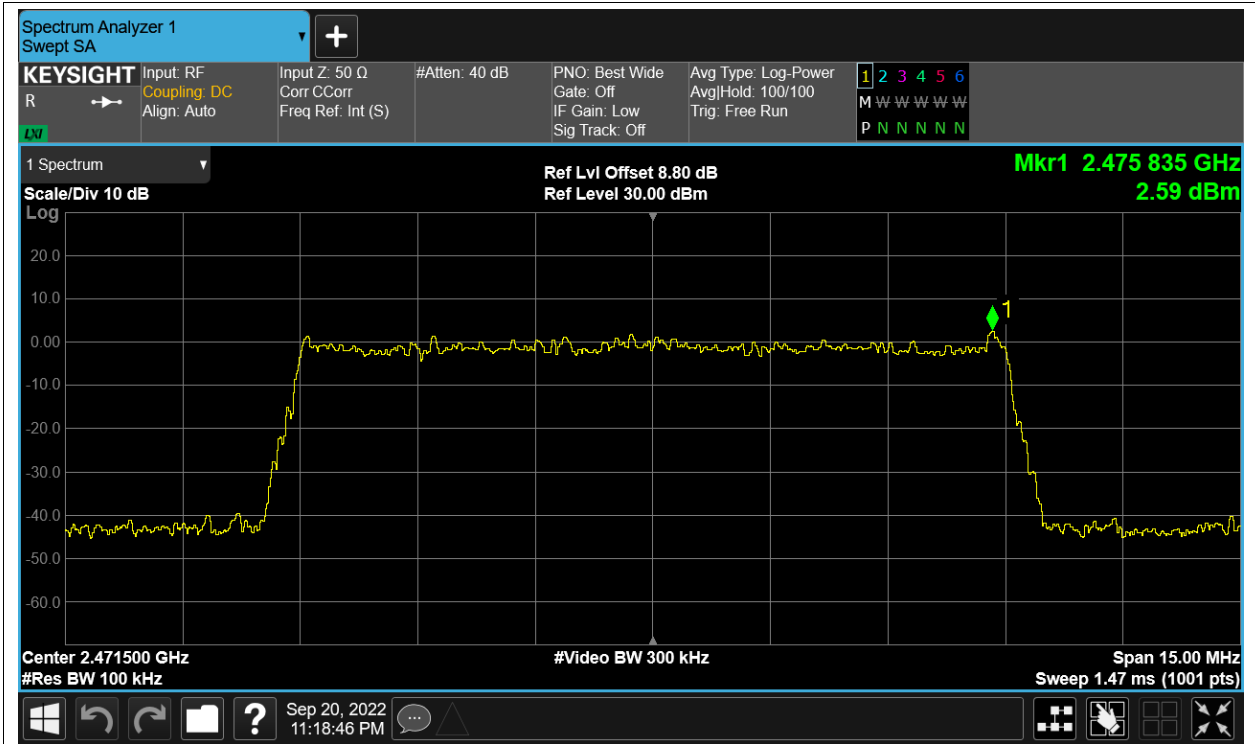 Spectrum Analyzer 1
Swept SA
+
KEYSIGHT
R
LXI
Input: RF
Coupling: DC
Align: Auto
Input Z: 50 Ω
Corr CCorr
Freq Ref: Int (S)
#Atten: 40 dB
PNO: Best Wide
Gate: Off
IF Gain: Low
Sig Track: Off
Avg Type: Log-Power
Avg|Hold: 100/100
Trig: Free Run
1 2 3 4 5 6
M W W W W W W
P N N N N N N
1 Spectrum
Scale/Div 10 dB
Log
Ref Lvl Offset 8.80 dB
Ref Level 30.00 dBm
Mkr1 2.475 835 GHz
2.59 dBm
20.0
10.0
0.00
-10.0
-20.0
-30.0
-40.0
-50.0
-60.0
1
Center 2.471500 GHz
#Res BW 100 kHz
#Video BW 300 kHz
Span 15.00 MHz
Sweep 1.47 ms (1001 pts)
?
Sep 20, 2022
11:18:46 PM